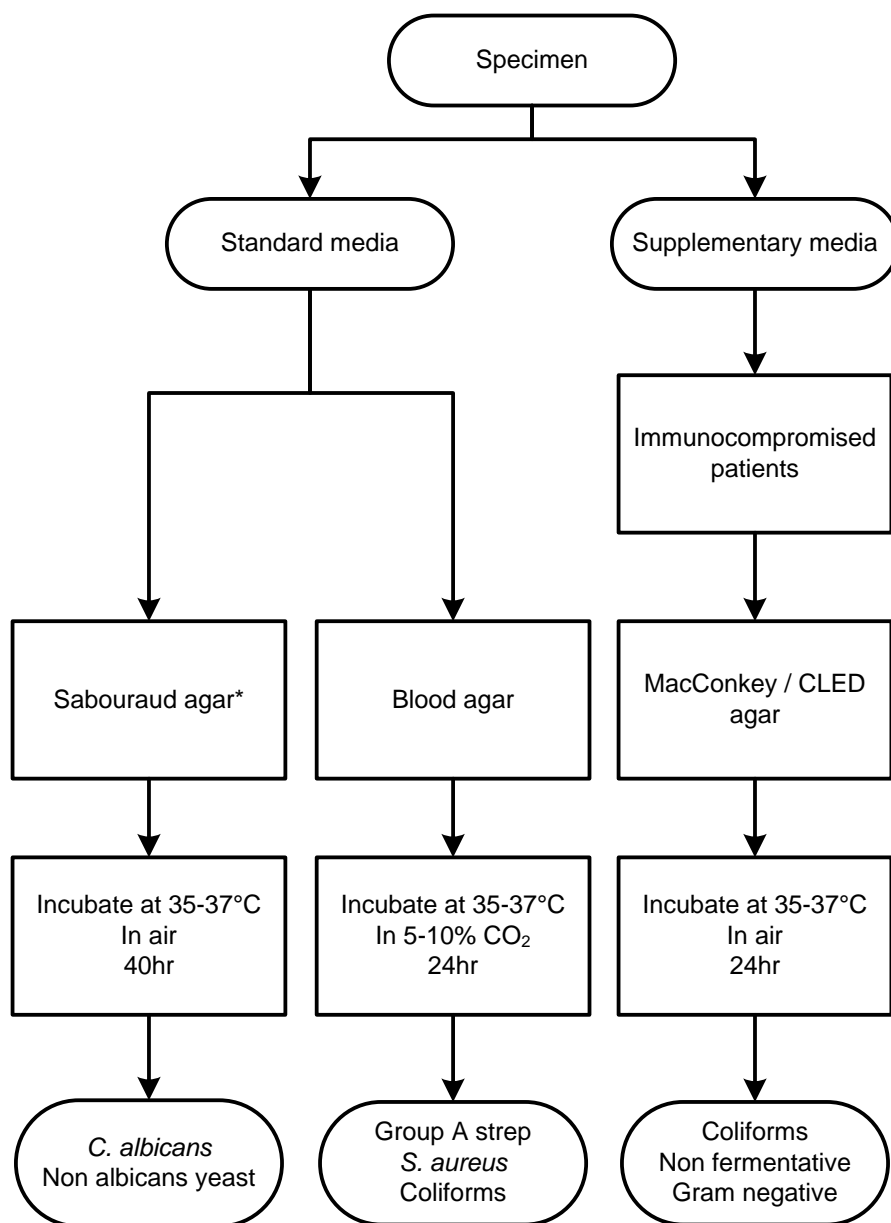 Specimen
Standard media
Supplementary media
Immunocompromised
patients
Sabouraud agar*
Blood agar
MacConkey / CLED
agar
Incubate at 35-37°C
In air
40hr
Incubate at 35-37°C
In 5-10% CO₂
24hr
Incubate at 35-37°C
In air
24hr
C. albicans
Non albicans yeast
Group A strep
S. aureus
Coliforms
Coliforms
Non fermentative
Gram negative